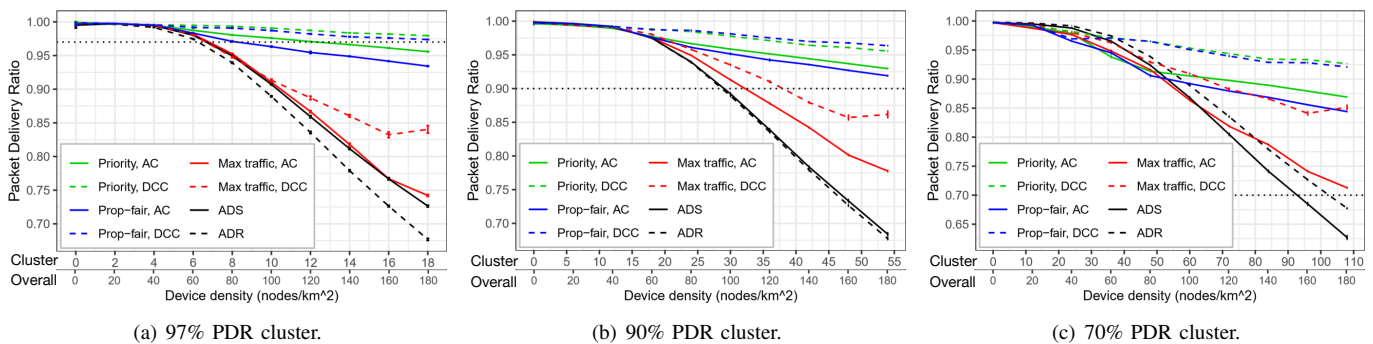 1.00
0.97
0.95
0.90
0.85
0.80
0.75
0.70
Packet Delivery Ratio
Priority, AC
Priority, DCC
Prop-fair, AC
Prop-fair, DCC
Max traffic, AC
Max traffic, DCC
ADS
ADR
Cluster 0 2 4 6 8 10 12 14 16 18
Overall 0 20 40 60 80 100 120 140 160 180
Device density (nodes/km^2)
(a) 97% PDR cluster.
1.00
0.95
0.90
0.85
0.80
0.75
0.70
Packet Delivery Ratio
Priority, AC
Priority, DCC
Prop-fair, AC
Prop-fair, DCC
Max traffic, AC
Max traffic, DCC
ADS
ADR
Cluster 0 5 10 20 25 30 40 50 55
Overall 0 20 40 60 80 100 120 140 160 180
Device density (nodes/km^2)
(b) 90% PDR cluster.
1.00
0.95
0.90
0.85
0.80
0.75
0.70
0.65
Packet Delivery Ratio
Priority, AC
Priority, DCC
Prop-fair, AC
Prop-fair, DCC
Max traffic, AC
Max traffic, DCC
ADS
ADR
Cluster 0 10 20 30 40 50 60 70 80 90 100 110
Overall 0 20 40 60 80 100 120 140 160 180
Device density (nodes/km^2)
(c) 70% PDR cluster.